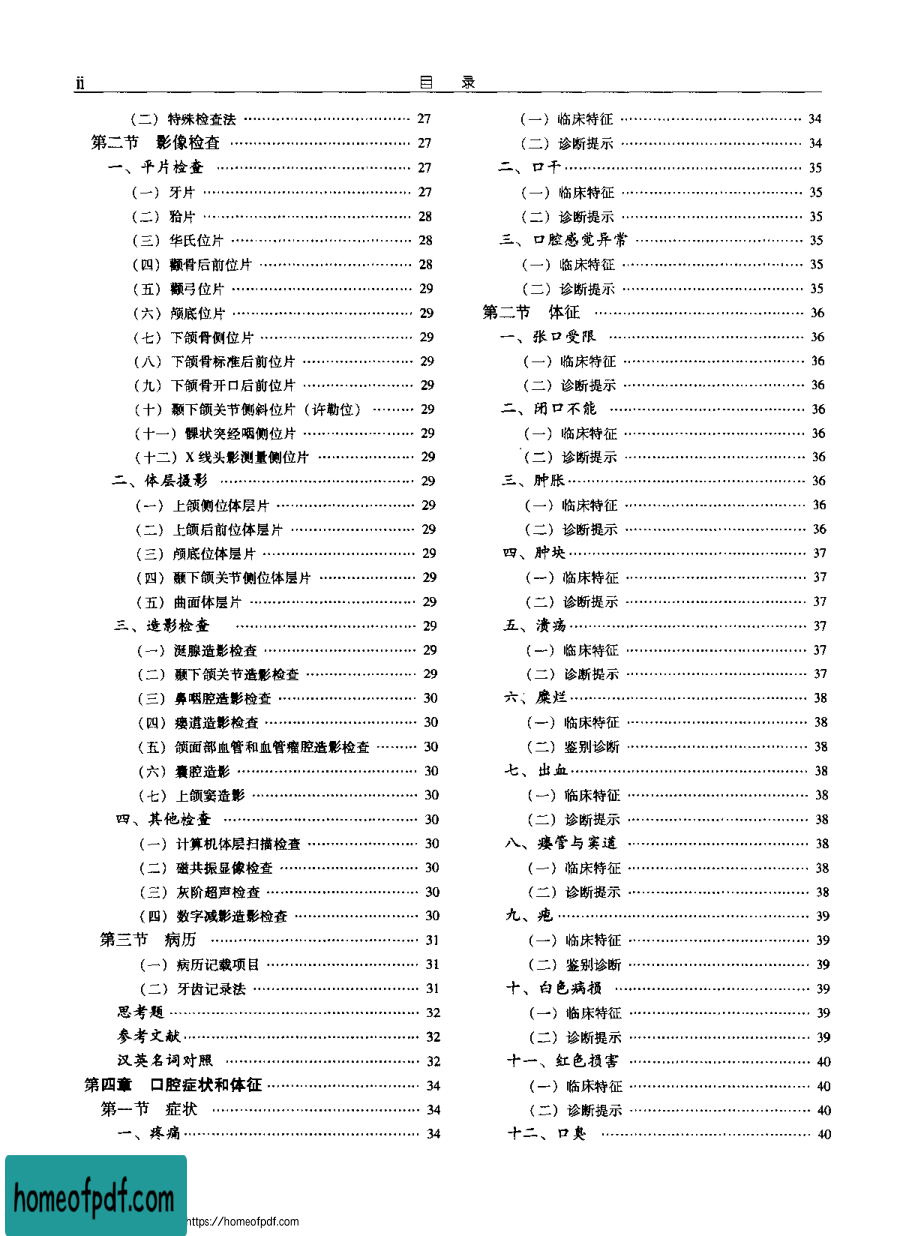 ii 目 录
（二）特殊检查法 …………………………… 27
第二节 影像检查 ……………………………… 27
一、平片检查 ………………………………… 27
（一）牙片 …………………………………… 27
（二）𬌗片 …………………………………… 28
（三）华氏位片 ……………………………… 28
（四）颧骨后前位片 ………………………… 28
（五）颧弓位片 ……………………………… 29
（六）颅底位片 ……………………………… 29
（七）下颌骨侧位片 ………………………… 29
（八）下颌骨标准后前位片 ………………… 29
（九）下颌骨开口后前位片 ………………… 29
（十）颞下颌关节侧斜位片（许勒位） ……… 29
（十一）髁状突经咽侧位片 ………………… 29
（十二）X 线头影测量侧位片 ……………… 29
二、体层摄影 ………………………………… 29
（一）上颌侧位体层片 ……………………… 29
（二）上颌后前位体层片 …………………… 29
（三）颅底位体层片 ………………………… 29
（四）颞下颌关节侧位体层片 ……………… 29
（五）曲面体层片 …………………………… 29
三、造影检查 ………………………………… 29
（一）涎腺造影检查 ………………………… 29
（二）颞下颌关节造影检查 ………………… 29
（三）鼻咽腔造影检查 ……………………… 30
（四）瘘道造影检查 ………………………… 30
（五）颌面部血管和血管瘤腔造影检查 ……… 30
（六）囊腔造影 ……………………………… 30
（七）上颌窦造影 …………………………… 30
四、其他检查 ………………………………… 30
（一）计算机体层扫描检查 ………………… 30
（二）磁共振显像检查 ……………………… 30
（三）灰阶超声检查 ………………………… 30
（四）数字减影造影检查 …………………… 30
第三节 病历 …………………………………… 31
（一）病历记载项目 ………………………… 31
（二）牙齿记录法 …………………………… 31
思考题 ………………………………………… 32
参考文献 ……………………………………… 32
汉英名词对照 ………………………………… 32
第四章 口腔症状和体征 ……………………… 34
第一节 症状 …………………………………… 34
一、疼痛 ……………………………………… 34
（一）临床特征 ……………………………… 34
（二）诊断提示 ……………………………… 34
二、口干 ……………………………………… 35
（一）临床特征 ……………………………… 35
（二）诊断提示 ……………………………… 35
三、口腔感觉异常 …………………………… 35
（一）临床特征 ……………………………… 35
（二）诊断提示 ……………………………… 35
第二节 体征 …………………………………… 36
一、张口受限 ………………………………… 36
（一）临床特征 ……………………………… 36
（二）诊断提示 ……………………………… 36
二、闭口不能 ………………………………… 36
（一）临床特征 ……………………………… 36
（二）诊断提示 ……………………………… 36
三、肿胀 ……………………………………… 36
（一）临床特征 ……………………………… 36
（二）诊断提示 ……………………………… 36
四、肿块 ……………………………………… 37
（一）临床特征 ……………………………… 37
（二）诊断提示 ……………………………… 37
五、溃疡 ……………………………………… 37
（一）临床特征 ……………………………… 37
（二）诊断提示 ……………………………… 37
六、糜烂 ……………………………………… 38
（一）临床特征 ……………………………… 38
（二）鉴别诊断 ……………………………… 38
七、出血 ……………………………………… 38
（一）临床特征 ……………………………… 38
（二）诊断提示 ……………………………… 38
八、瘘管与窦道 ……………………………… 38
（一）临床特征 ……………………………… 38
（二）诊断提示 ……………………………… 38
九、疱 ………………………………………… 39
（一）临床特征 ……………………………… 39
（二）鉴别诊断 ……………………………… 39
十、白色病损 ………………………………… 39
（一）临床特征 ……………………………… 39
（二）诊断提示 ……………………………… 39
十一、红色损害 ……………………………… 40
（一）临床特征 ……………………………… 40
（二）诊断提示 ……………………………… 40
十二、口臭 …………………………………… 40
homeofpdf.com
https://homeofpdf.com